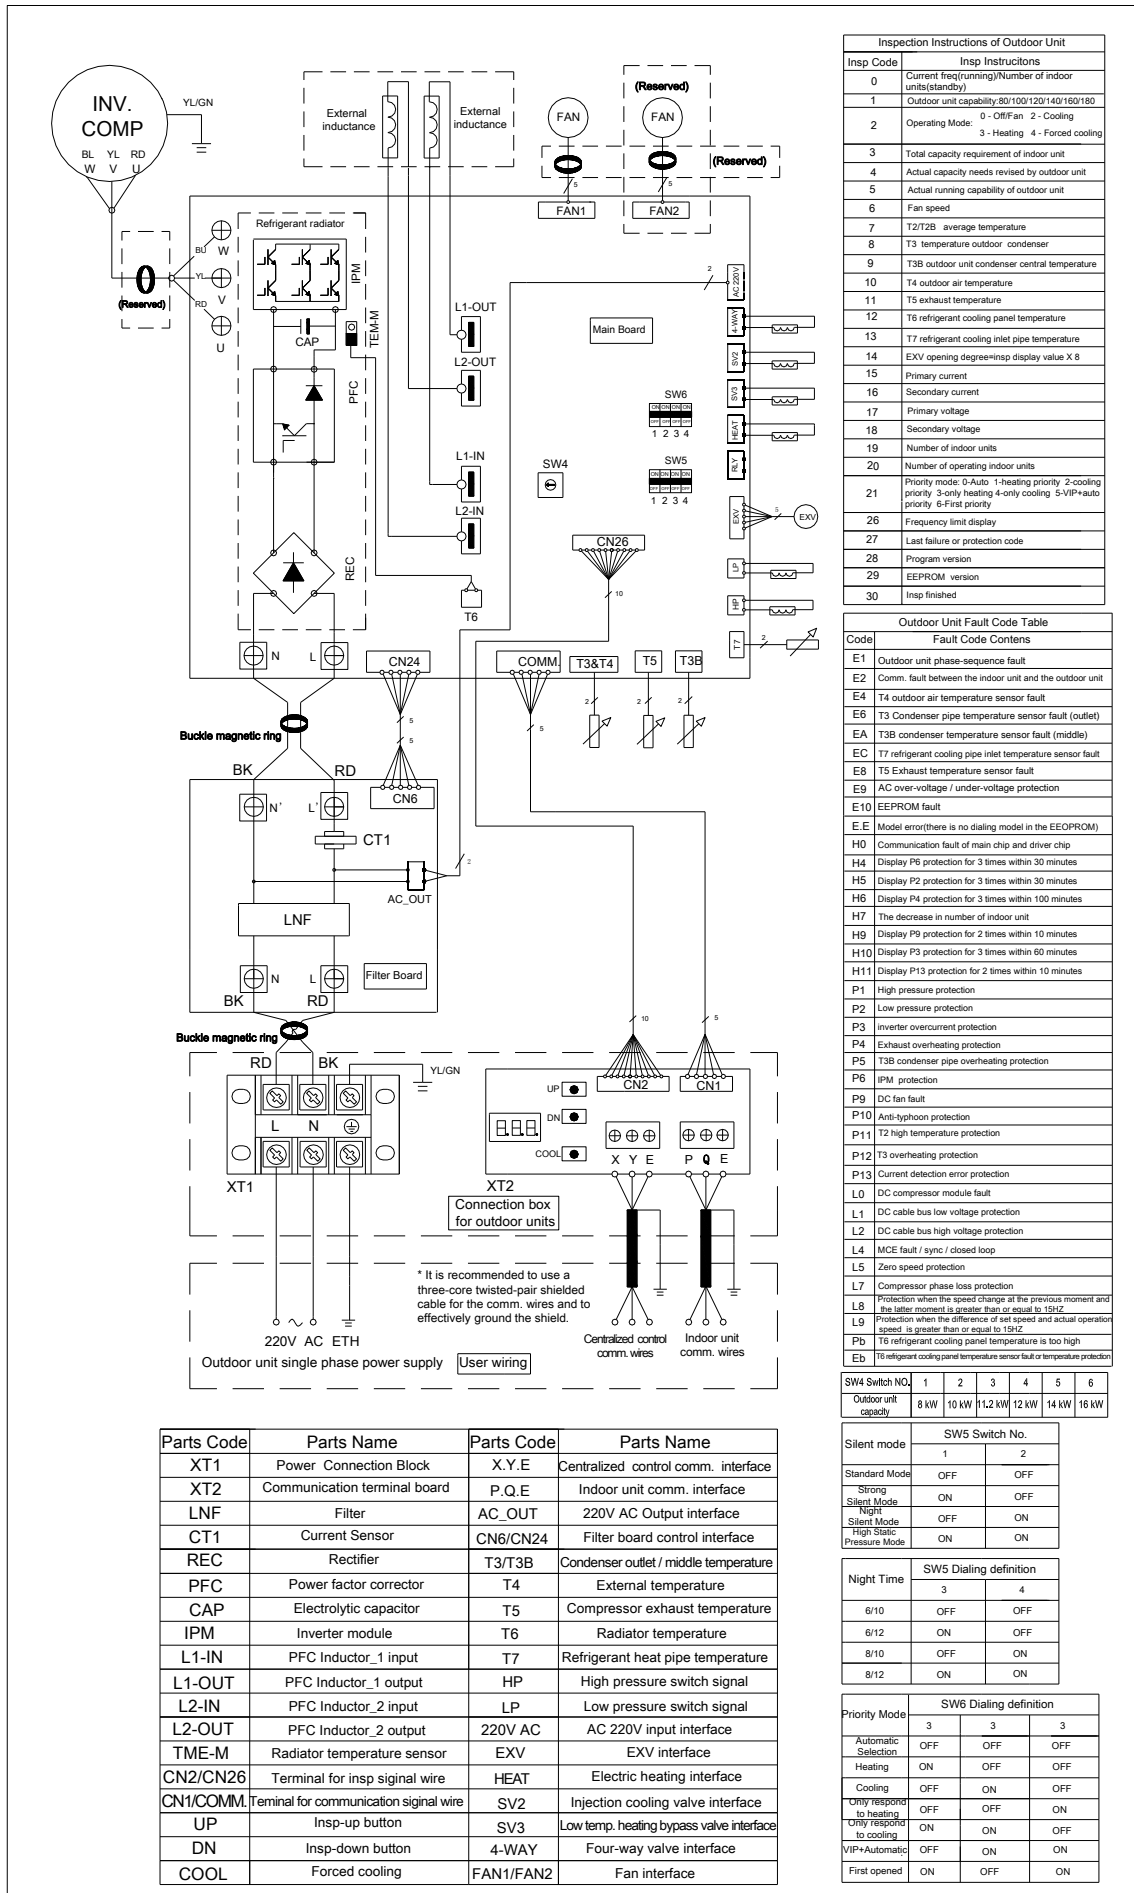 INV.
COMP
BL YL RD
W V U
YL/GN
External
inductance
External
inductance
(Reserved)
FAN
FAN
(Reserved)
5
5
FAN1
FAN2
(Reserved)
BU
W
YL
V
RD
U
Refrigerant radiator
IPM
CAP
TEM-M
PFC
REC
L1-OUT
L2-OUT
L1-IN
L2-IN
T6
Main Board
2
AC 220V
4-WAY
SV2
SV3
HEAT
RLY
EXV
5
EXV
LP
HP
T7
2
SW6
ON ON ON ON
OFF OFF OFF OFF
1 2 3 4
SW5
ON ON ON ON
OFF OFF OFF OFF
1 2 3 4
SW4
CN26
10
N
L
CN24
COMM.
T3&T4
T5
T3B
5
5
5
2
2
2
Buckle magnetic ring
BK
RD
N'
L'
CN6
CT1
AC_OUT
2
LNF
N
L
Filter Board
BK
RD
Buckle magnetic ring
RD
BK
YL/GN
L
N
XT1
10
5
UP
DN
COOL
CN2
CN1
X Y E
P Q E
XT2
Connection box
for outdoor units
* It is recommended to use a
three-core twisted-pair shielded
cable for the comm. wires and to
effectively ground the shield.
220V AC ETH
Outdoor unit single phase power supply
User wiring
Centralized control
comm. wires
Indoor unit
comm. wires
Inspection Instructions of Outdoor Unit
Insp Code Insp Instrucitons
0 Current freq(running)/Number of indoor
units(standby)
1 Outdoor unit capability:80/100/120/140/160/180
2 Operating Mode: 0 - Off/Fan 2 - Cooling
3 - Heating 4 - Forced cooling
3 Total capacity requirement of indoor unit
4 Actual capacity needs revised by outdoor unit
5 Actual running capability of outdoor unit
6 Fan speed
7 T2/T2B average temperature
8 T3 temperature outdoor condenser
9 T3B outdoor unit condenser central temperature
10 T4 outdoor air temperature
11 T5 exhaust temperature
12 T6 refrigerant cooling panel temperature
13 T7 refrigerant cooling inlet pipe temperature
14 EXV opening degree=insp display value X 8
15 Primary current
16 Secondary current
17 Primary voltage
18 Secondary voltage
19 Number of indoor units
20 Number of operating indoor units
21 Priority mode: 0-Auto 1-heating priority 2-cooling
priority 3-only heating 4-only cooling 5-VIP+auto
priority 6-First priority
26 Frequency limit display
27 Last failure or protection code
28 Program version
29 EEPROM version
30 Insp finished
Outdoor Unit Fault Code Table
Code Fault Code Contens
E1 Outdoor unit phase-sequence fault
E2 Comm. fault between the indoor unit and the outdoor unit
E4 T4 outdoor air temperature sensor fault
E6 T3 Condenser pipe temperature sensor fault (outlet)
EA T3B condenser temperature sensor fault (middle)
EC T7 refrigerant cooling pipe inlet temperature sensor fault
E8 T5 Exhaust temperature sensor fault
E9 AC over-voltage / under-voltage protection
E10 EEPROM fault
E.E Model error(there is no dialing model in the EEOPROM)
H0 Communication fault of main chip and driver chip
H4 Display P6 protection for 3 times within 30 minutes
H5 Display P2 protection for 3 times within 30 minutes
H6 Display P4 protection for 3 times within 100 minutes
H7 The decrease in number of indoor unit
H9 Display P9 protection for 2 times within 10 minutes
H10 Display P3 protection for 3 times within 60 minutes
H11 Display P13 protection for 2 times within 10 minutes
P1 High pressure protection
P2 Low pressure protection
P3 inverter overcurrent protection
P4 Exhaust overheating protection
P5 T3B condenser pipe overheating protection
P6 IPM protection
P9 DC fan fault
P10 Anti-typhoon protection
P11 T2 high temperature protection
P12 T3 overheating protection
P13 Current detection error protection
L0 DC compressor module fault
L1 DC cable bus low voltage protection
L2 DC cable bus high voltage protection
L4 MCE fault / sync / closed loop
L5 Zero speed protection
L7 Compressor phase loss protection
L8 Protection when the speed change at the previous moment and
the latter moment is greater than or equal to 15HZ
L9 Protection when the difference of set speed and actual operation
speed is greater than or equal to 15HZ
Pb T6 refrigerant cooling panel temperature is too high
Eb T6 refrigerant cooling panel temperature sensor fault or temperature protection
SW4 Switch NO. 1 2 3 4 5 6
Outdoor unit
capacity 8 kW 10 kW 11.2 kW 12 kW 14 kW 16 kW
Silent mode SW5 Switch No.
1 2
Standard Mode OFF OFF
Strong
Silent Mode ON OFF
Night
Silent Mode OFF ON
High Static
Pressure Mode ON ON
Night Time SW5 Dialing definition
3 4
6/10 OFF OFF
6/12 ON OFF
8/10 OFF ON
8/12 ON ON
Priority Mode SW6 Dialing definition
3 3 3
Automatic
Selection OFF OFF OFF
Heating ON OFF OFF
Cooling OFF ON OFF
Only respond
to heating OFF OFF ON
Only respond
to cooling ON ON OFF
VIP+Automatic OFF ON ON
First opened ON OFF ON
Parts Code Parts Name Parts Code Parts Name
XT1 Power Connection Block X.Y.E Centralized control comm. interface
XT2 Communication terminal board P.Q.E Indoor unit comm. interface
LNF Filter AC_OUT 220V AC Output interface
CT1 Current Sensor CN6/CN24 Filter board control interface
REC Rectifier T3/T3B Condenser outlet / middle temperature
PFC Power factor corrector T4 External temperature
CAP Electrolytic capacitor T5 Compressor exhaust temperature
IPM Inverter module T6 Radiator temperature
L1-IN PFC Inductor_1 input T7 Refrigerant heat pipe temperature
L1-OUT PFC Inductor_1 output HP High pressure switch signal
L2-IN PFC Inductor_2 input LP Low pressure switch signal
L2-OUT PFC Inductor_2 output 220V AC AC 220V input interface
TME-M Radiator temperature sensor EXV EXV interface
CN2/CN26 Terminal for insp siginal wire HEAT Electric heating interface
CN1/COMM. Teminal for communication siginal wire SV2 Injection cooling valve interface
UP Insp-up button SV3 Low temp. heating bypass valve interface
DN Insp-down button 4-WAY Four-way valve interface
COOL Forced cooling FAN1/FAN2 Fan interface